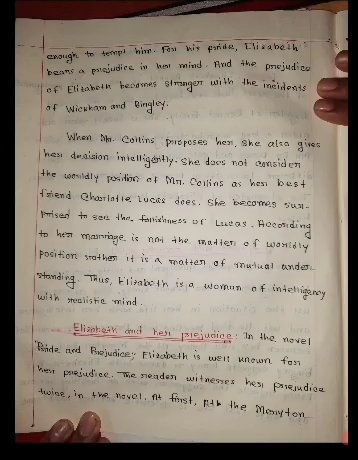 enough to tempt him. For his pride, Elizabeth
bears a prejudice in her mind. And the prejudice
of Elizabeth becomes stronger with the incidents
of Wickham and Bingley.
When Mr. Collins proposes her, she also gives
her decision intelligently. She does not consider
the worldly position of Mr. Collins as her best
friend Charlotte Lucas does. She becomes sur-
prised to see the of Lucas. According
to her marriage is not the matter of worldly
position rather it is a matter of mutual under-
standing. Thus, Elizabeth is a woman of intelligency
with realistic mind.
Elizabeth and her prejudice: In the novel
'Pride and Prejudice', Elizabeth is well known for
her prejudice. The reader witnesses her prejudice
twice, in the novel. At first, At the Meryton